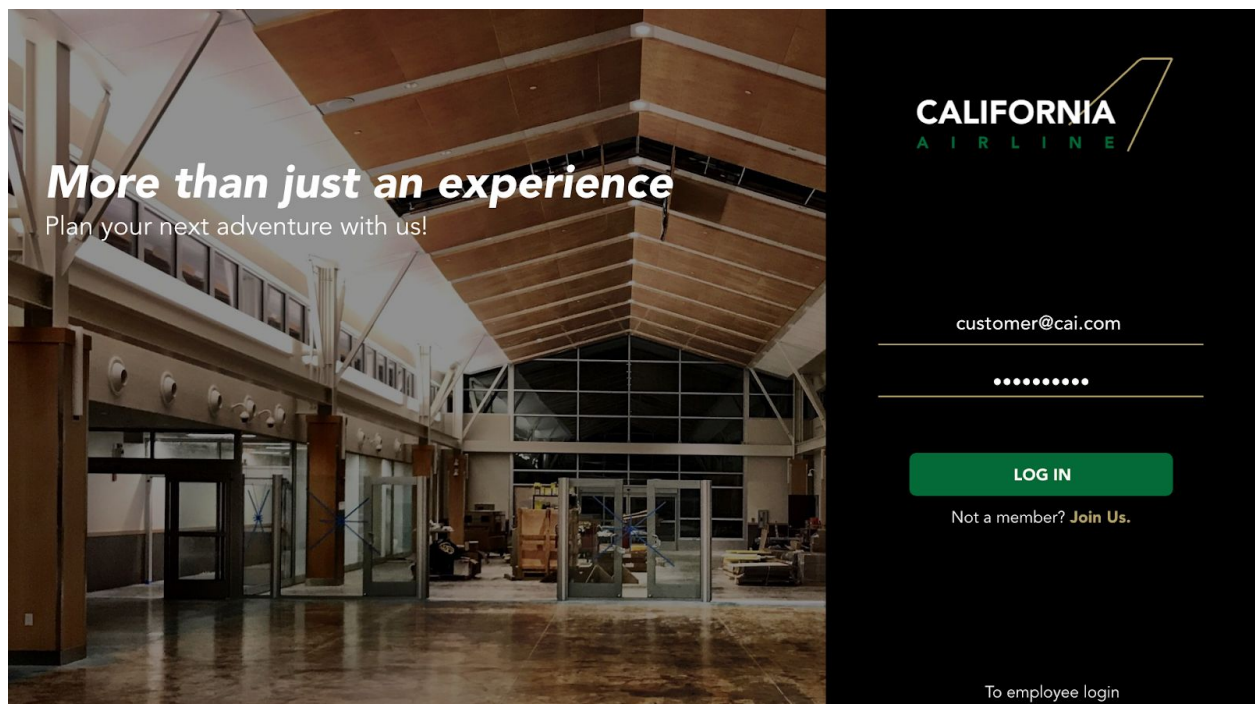 More than just an experience
Plan your next adventure with us!
CALIFORNIA
AIRLINE
customer@cai.com
••••••••••
LOG IN
Not a member? Join Us.
To employee login